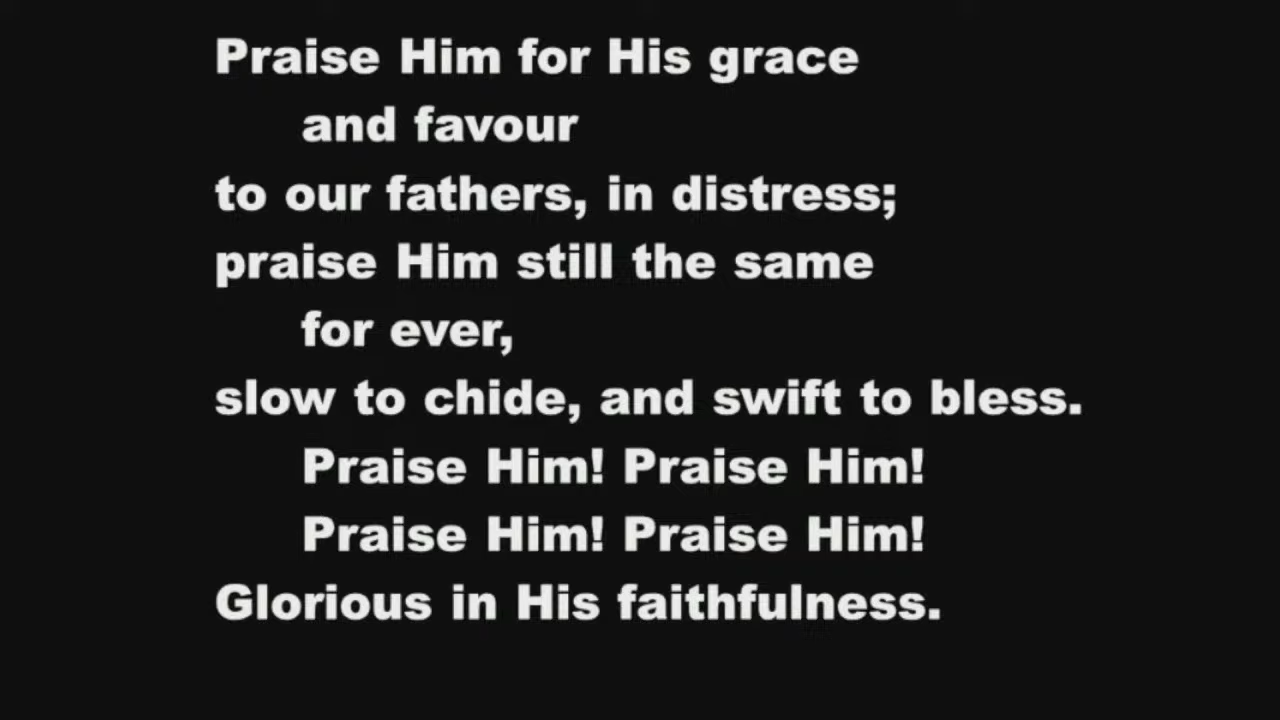 Praise Him for His grace
and favour
to our fathers, in distress;
praise Him still the same
for ever,
slow to chide, and swift to bless.
Praise Him! Praise Him!
Praise Him! Praise Him!
Glorious in His faithfulness.